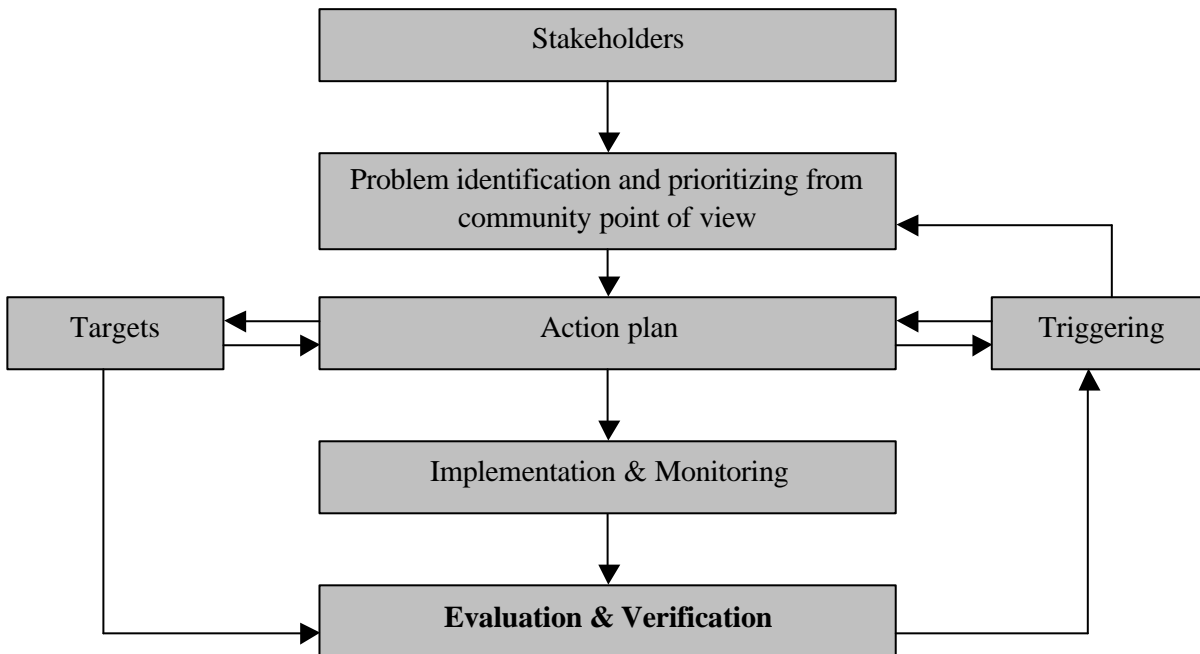 Stakeholders
Problem identification and prioritizing from
community point of view
Targets
Action plan
Triggering
Implementation & Monitoring
Evaluation & Verification